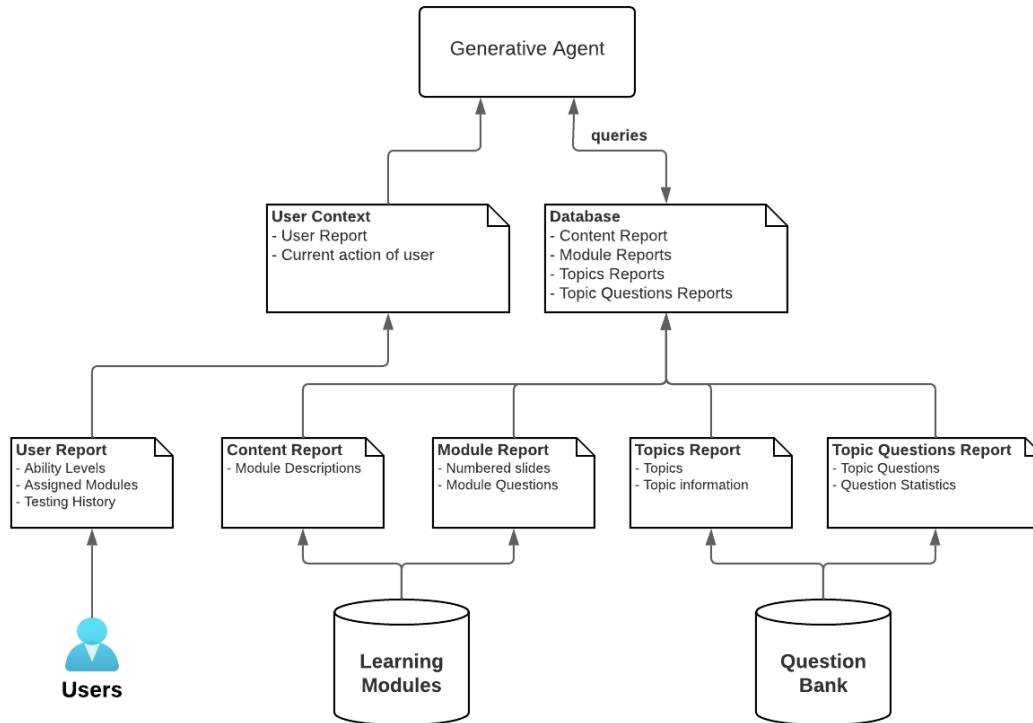 Generative Agent
queries
User Context
- User Report
- Current action of user
Database
- Content Report
- Module Reports
- Topics Reports
- Topic Questions Reports
User Report
- Ability Levels
- Assigned Modules
- Testing History
Content Report
- Module Descriptions
Module Report
- Numbered slides
- Module Questions
Topics Report
- Topics
- Topic information
Topic Questions Report
- Topic Questions
- Question Statistics
Users
Learning
Modules
Question
Bank